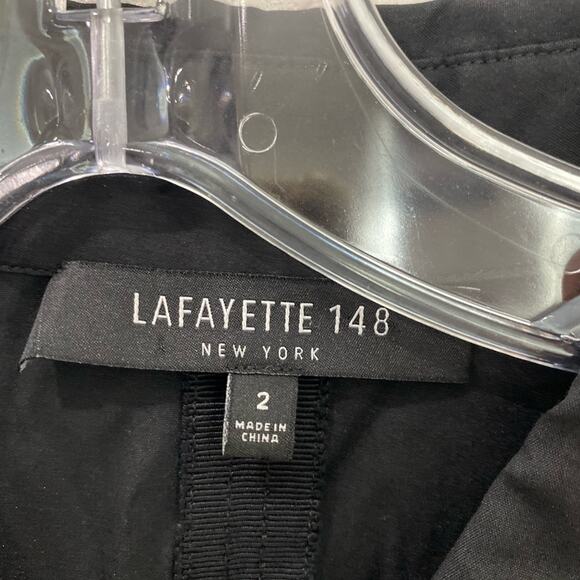 LAFAYETTE 148
NEW YORK
2
MADE IN
CHINA